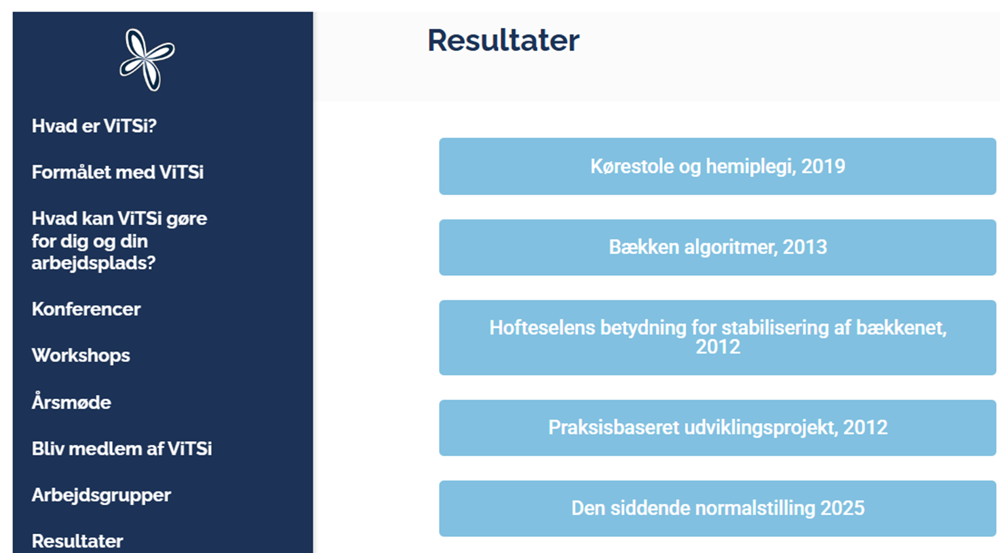 Hvad er ViTSi?
Formålet med ViTSi
Hvad kan ViTSi gøre
for dig og din
arbejdsplads?
Konferencer
Workshops
Årsmøde
Bliv medlem af ViTSi
Arbejdsgrupper
Resultater
Resultater
Kørestole og hemiplegi, 2019
Bækken algoritmer, 2013
Hofteselens betydning for stabilisering af bækkenet,
2012
Praksisbaseret udviklingsprojekt, 2012
Den siddende normalstilling 2025